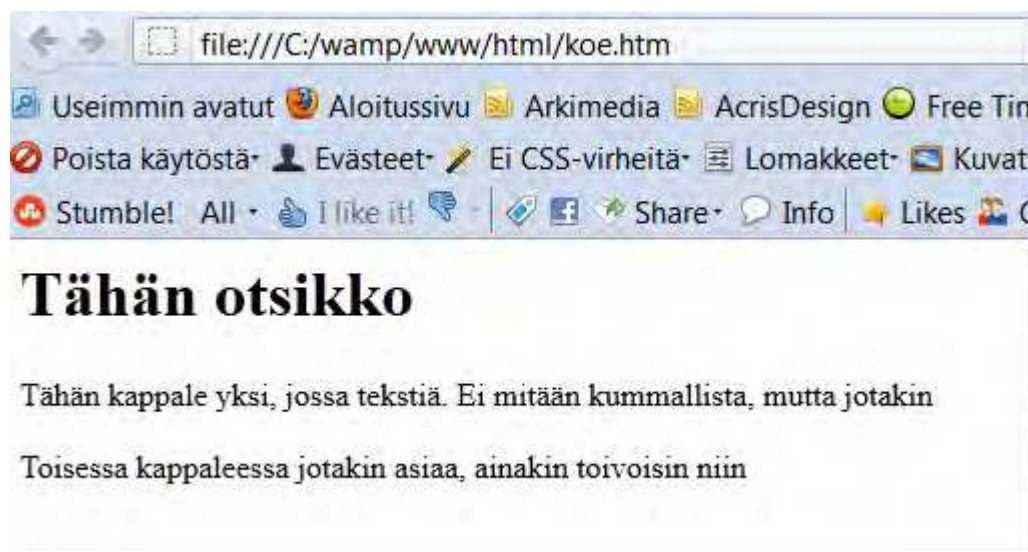 file:///C:/wamp/www/html/koe.htm
Useimmin avatut Aloitussivu Arkimedia AcrisDesign Free Tin
Poista käytöstä Evästeet Ei CSS-virheitä Lomakkeet Kuvat
Stumble! All I like it! Share Info Likes
Tähän otsikko
Tähän kappale yksi, jossa tekstiä. Ei mitään kummallista, mutta jotakin
Toisessa kappaleessa jotakin asiaa, ainakin toivoisin niin